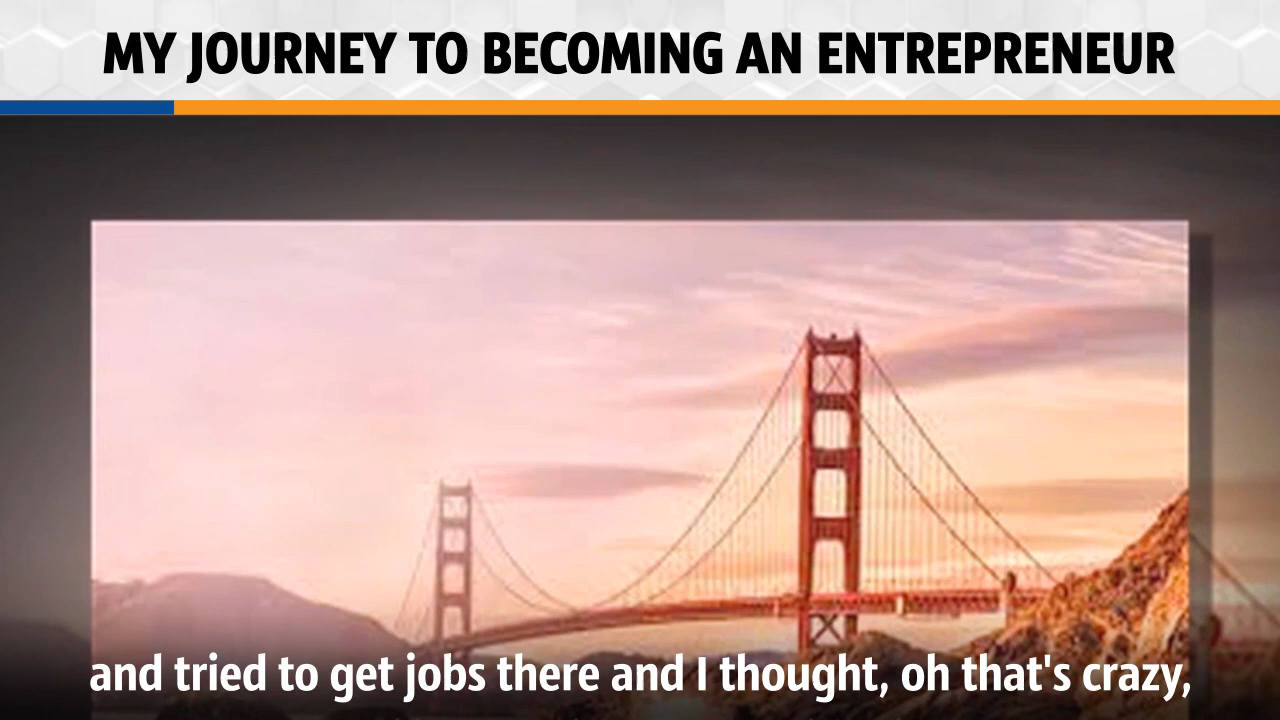 MY JOURNEY TO BECOMING AN ENTREPRENEUR
and tried to get jobs there and I thought, oh that's crazy,